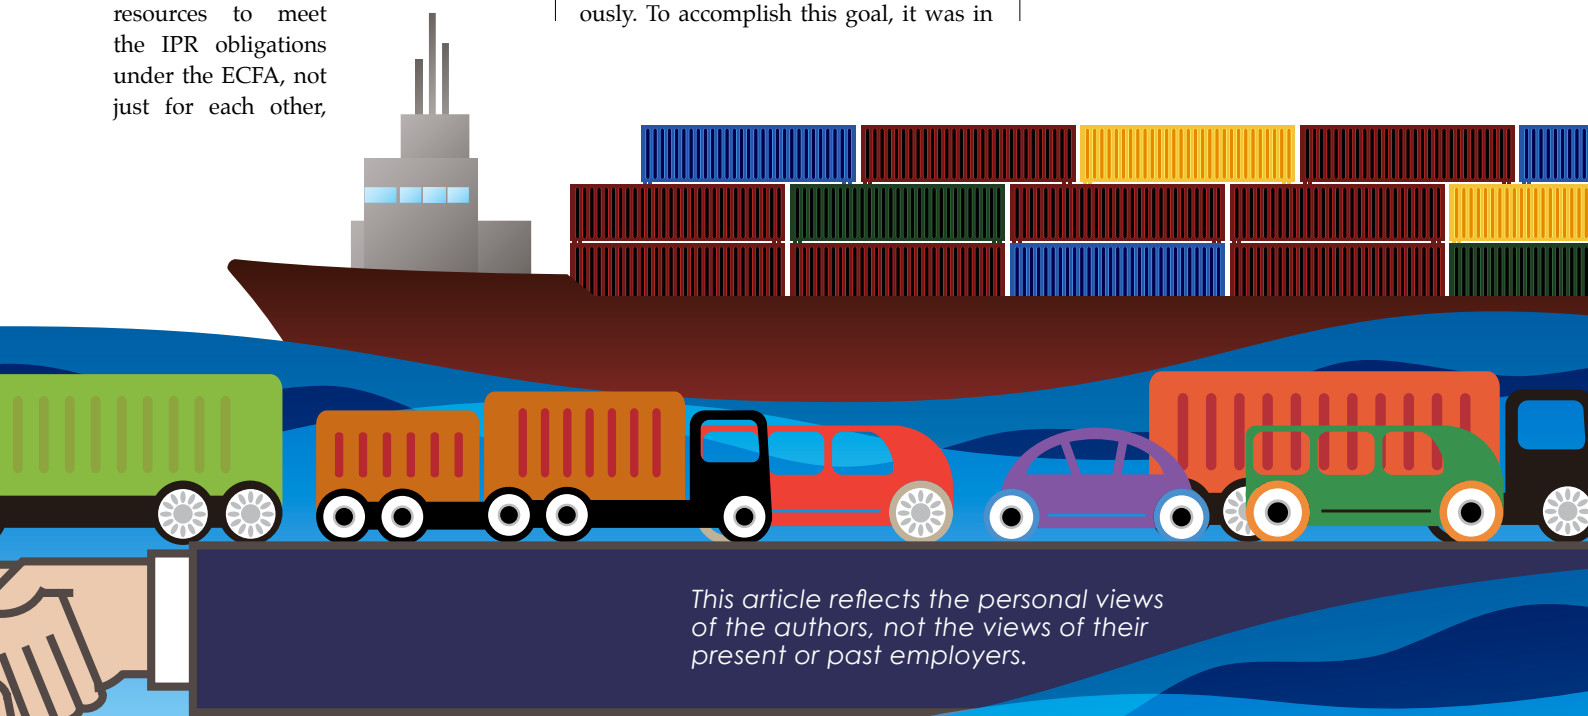 resources to meet
the IPR obligations
under the ECFA, not
just for each other,
ously. To accomplish this goal, it was in
This article reflects the personal views
of the authors, not the views of their
present or past employers.